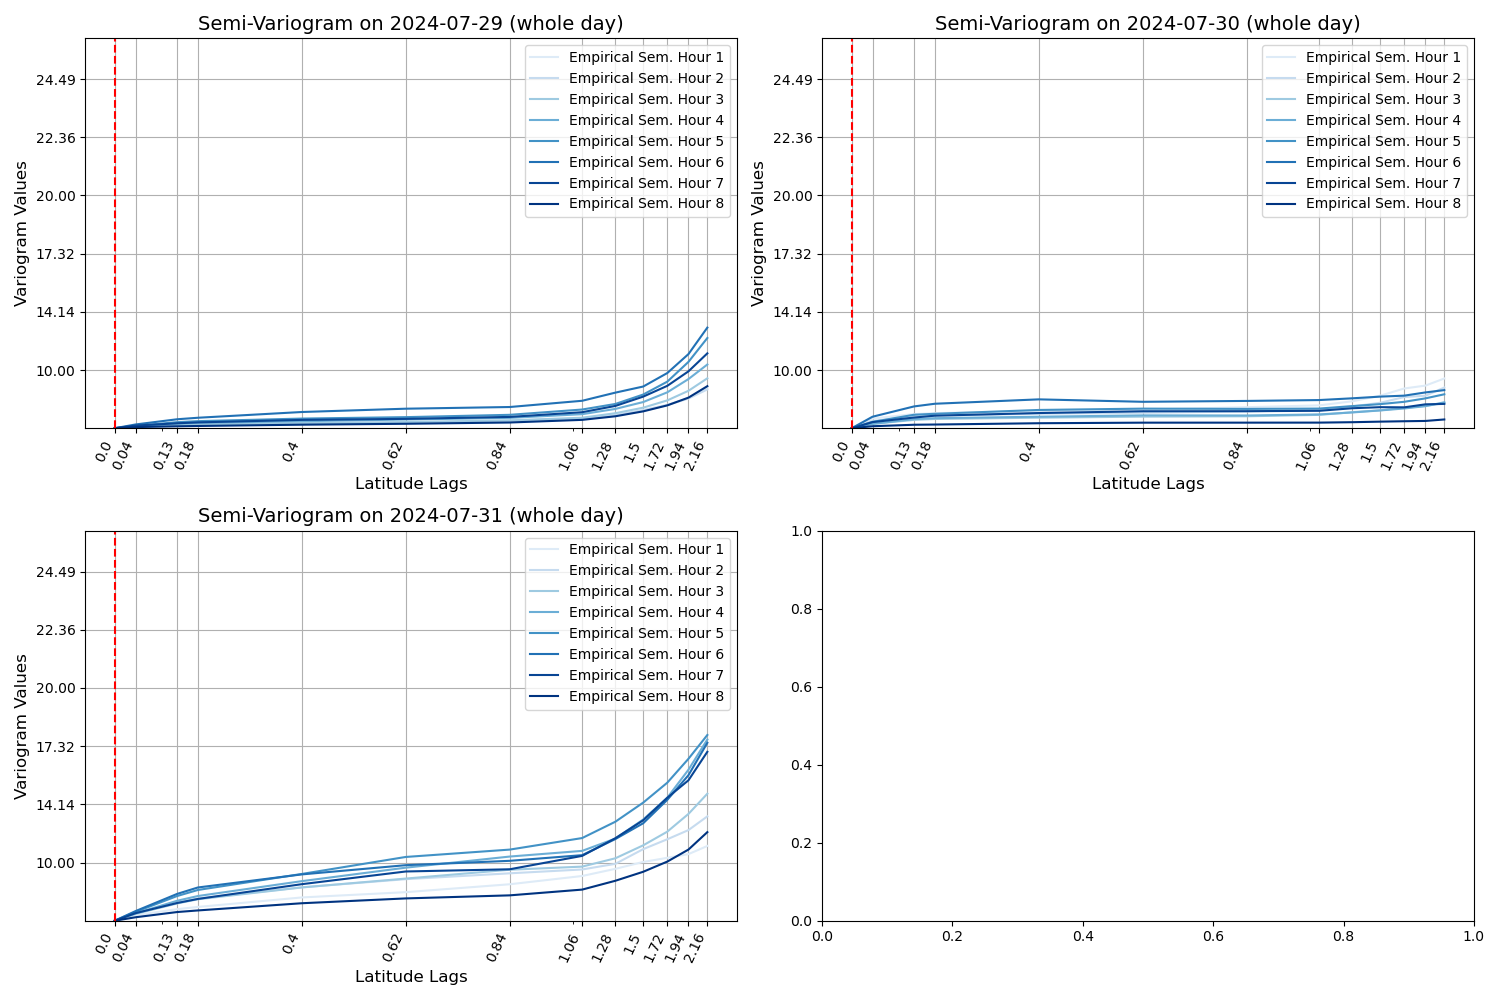 Semi-Variogram on 2024-07-29 (whole day)
Variogram Values
24.49
22.36
20.00
17.32
14.14
10.00
Empirical Sem. Hour 1
Empirical Sem. Hour 2
Empirical Sem. Hour 3
Empirical Sem. Hour 4
Empirical Sem. Hour 5
Empirical Sem. Hour 6
Empirical Sem. Hour 7
Empirical Sem. Hour 8
0.0 0.04 0.13 0.18 0.4 0.62 0.84 1.06 1.28 1.5 1.72 1.94 2.16
Latitude Lags
Semi-Variogram on 2024-07-30 (whole day)
Variogram Values
24.49
22.36
20.00
17.32
14.14
10.00
Empirical Sem. Hour 1
Empirical Sem. Hour 2
Empirical Sem. Hour 3
Empirical Sem. Hour 4
Empirical Sem. Hour 5
Empirical Sem. Hour 6
Empirical Sem. Hour 7
Empirical Sem. Hour 8
0.0 0.04 0.13 0.18 0.4 0.62 0.84 1.06 1.28 1.5 1.72 1.94 2.16
Latitude Lags
Semi-Variogram on 2024-07-31 (whole day)
Variogram Values
24.49
22.36
20.00
17.32
14.14
10.00
Empirical Sem. Hour 1
Empirical Sem. Hour 2
Empirical Sem. Hour 3
Empirical Sem. Hour 4
Empirical Sem. Hour 5
Empirical Sem. Hour 6
Empirical Sem. Hour 7
Empirical Sem. Hour 8
0.0 0.04 0.13 0.18 0.4 0.62 0.84 1.06 1.28 1.5 1.72 1.94 2.16
Latitude Lags
1.0
0.8
0.6
0.4
0.2
0.0
0.0 0.2 0.4 0.6 0.8 1.0